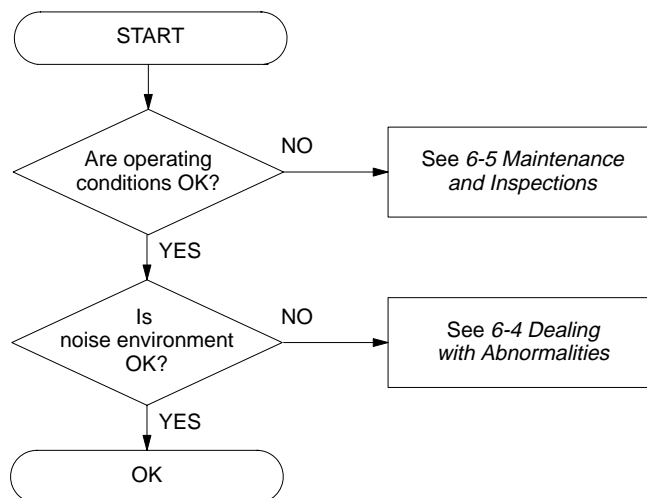 START
Are operating
conditions OK?
NO
See 6-5 Maintenance
and Inspections
YES
Is
noise environment
OK?
NO
See 6-4 Dealing
with Abnormalities
YES
OK